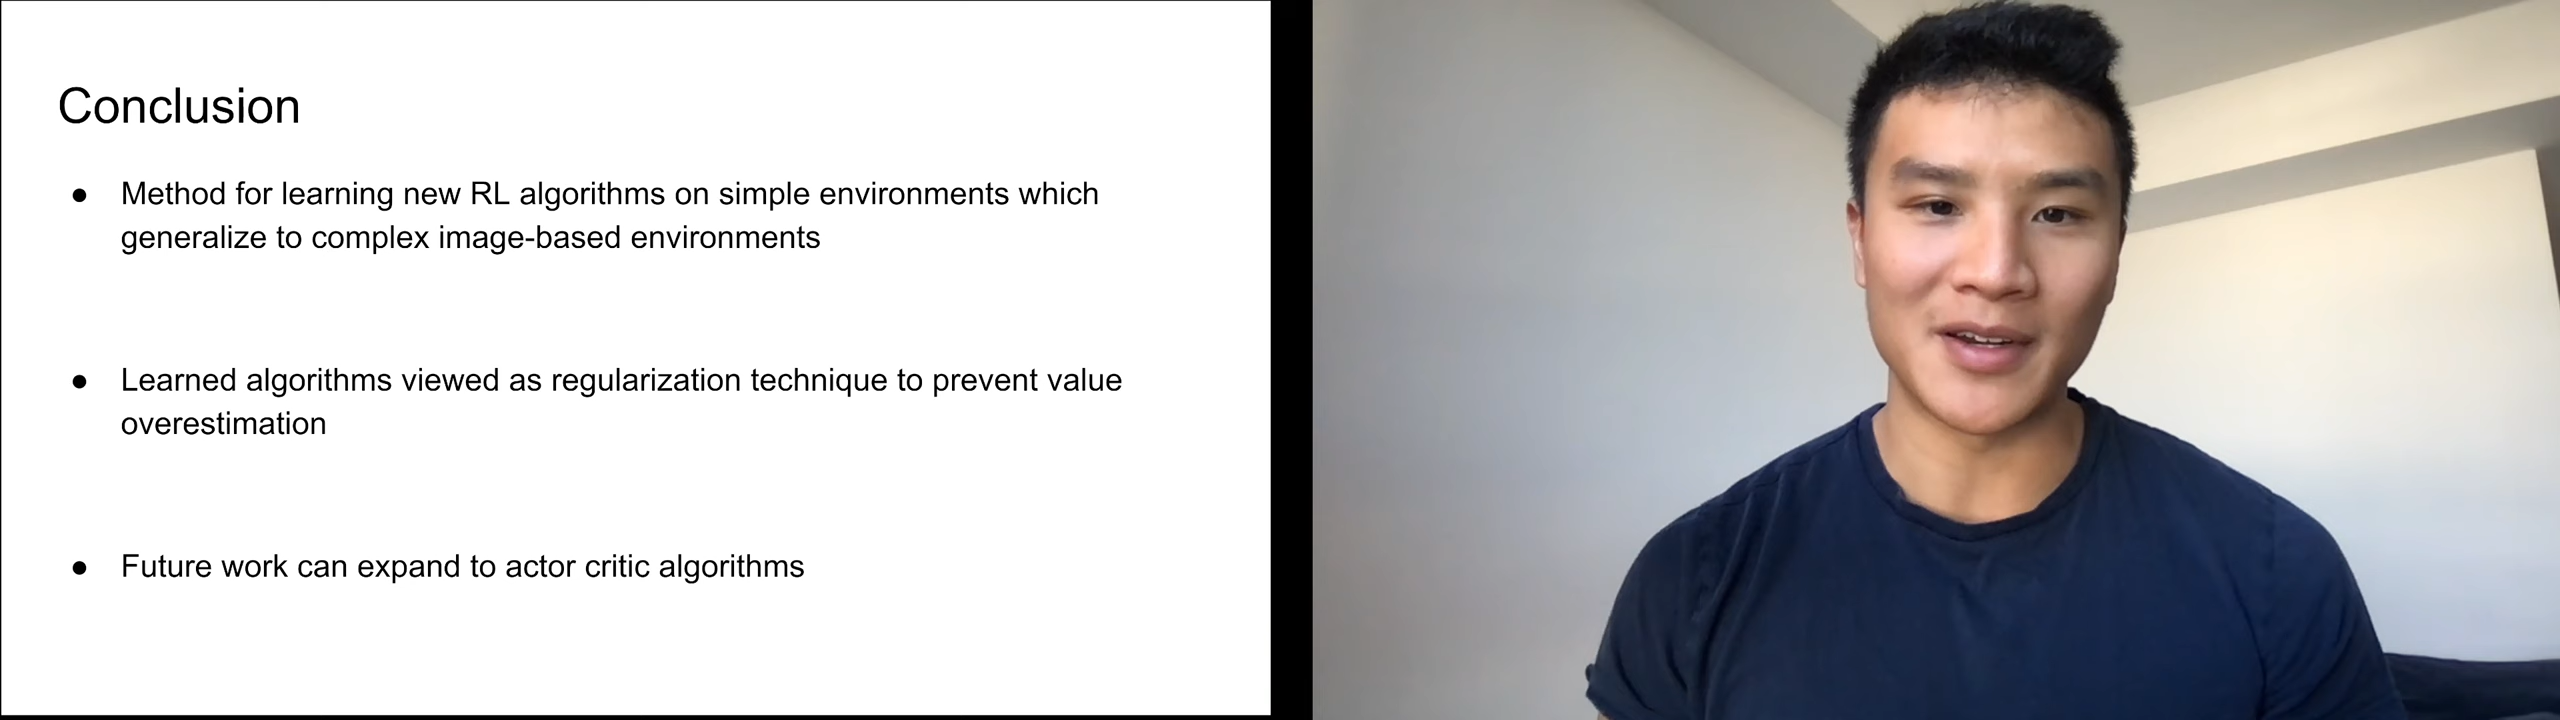 Conclusion
● Method for learning new RL algorithms on simple environments which
generalize to complex image-based environments
● Learned algorithms viewed as regularization technique to prevent value
overestimation
● Future work can expand to actor critic algorithms